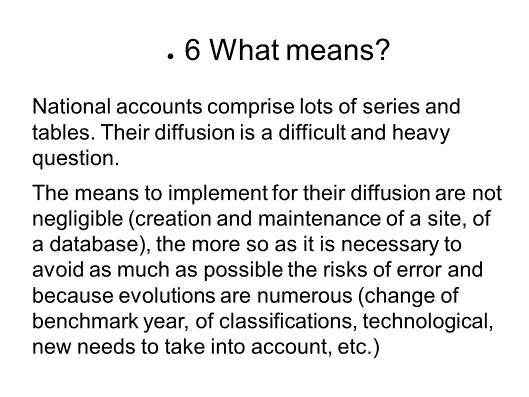 • 6 What means?
National accounts comprise lots of series and
tables. Their diffusion is a difficult and heavy
question.
The means to implement for their diffusion are not
negligible (creation and maintenance of a site, of
a database), the more so as it is necessary to
avoid as much as possible the risks of error and
because evolutions are numerous (change of
benchmark year, of classifications, technological,
new needs to take into account, etc.)